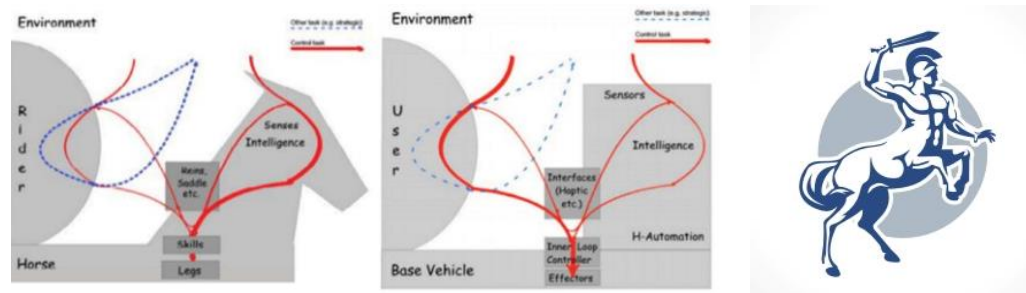 Environment
Other task (e.g. strategic)
Control task
Rider
Senses
Intelligence
Reins,
Saddle
etc.
Skills
Legs
Horse
Environment
Other task (e.g. strategic)
Control task
User
Sensors
Intelligence
Interfaces
(Haptic
etc.)
H-Automation
Inner Loop
Controller
Effectors
Base Vehicle